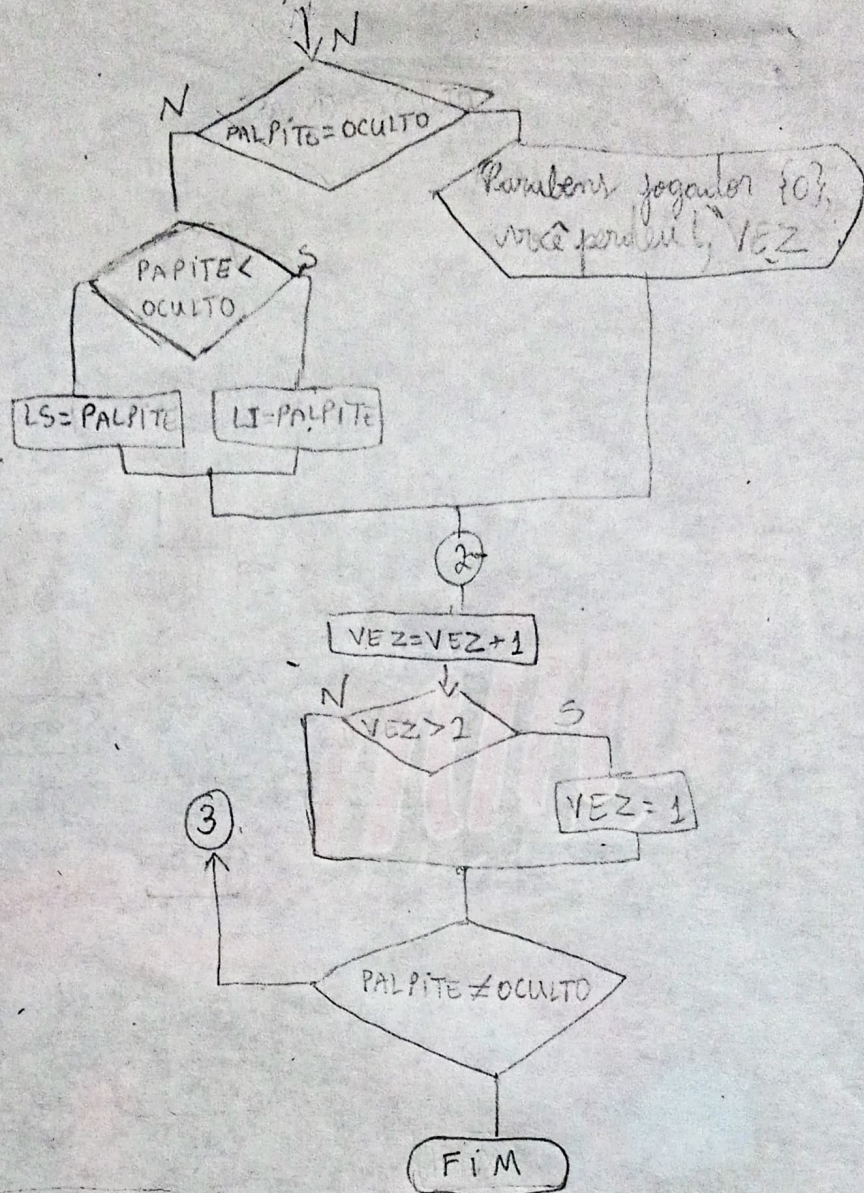 N
N
PALPITE=OCULTO
Parabens jogador {0},
você perdeu!, VEZ
PAPITE<
OCULTO
S
LS=PALPITE
LI=PALPITE
2
VEZ=VEZ+1
N
VEZ>2
S
VEZ=1
3
PALPITE≠OCULTO
FIM